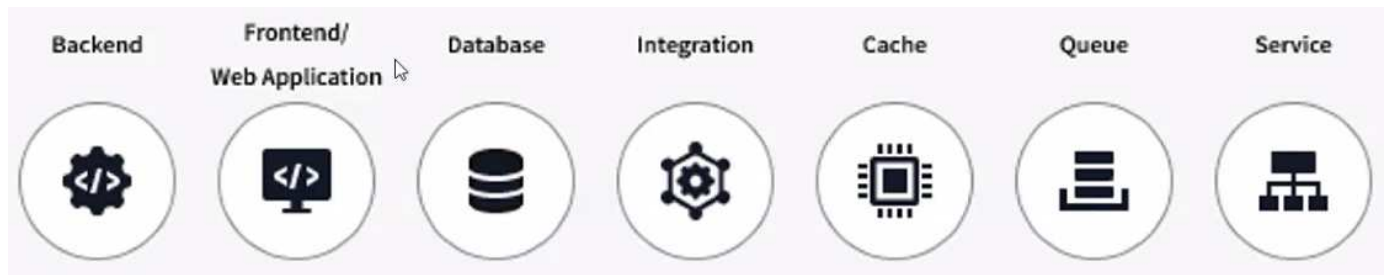 Backend
Frontend/
Web Application
Database
Integration
Cache
Queue
Service
</>
</>